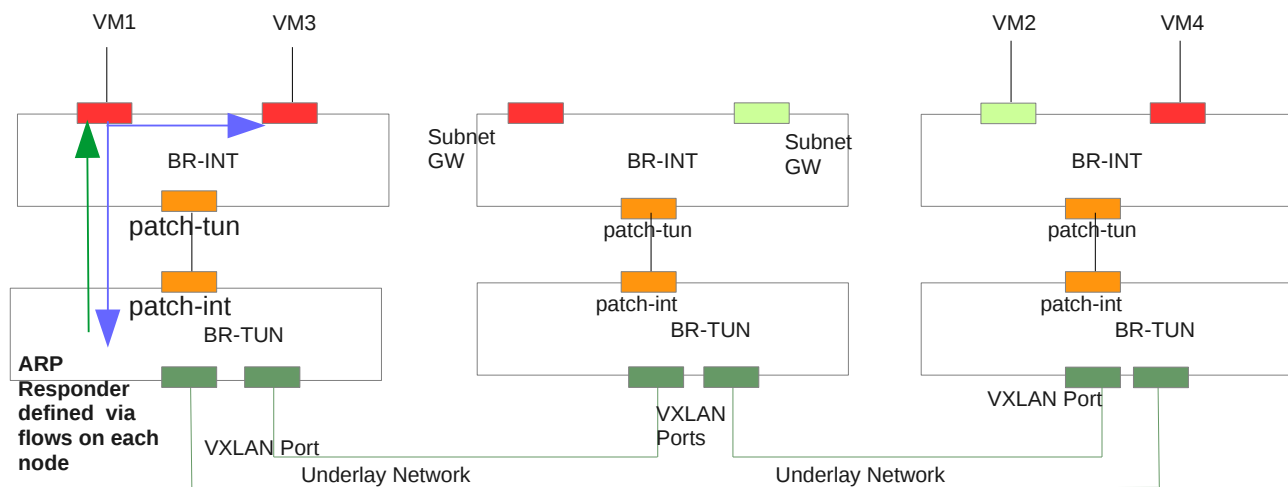 VM1
VM3
VM2
VM4
Subnet
GW
BR-INT
BR-INT
Subnet
GW
BR-INT
patch-tun
patch-tun
patch-tun
patch-int
patch-int
patch-int
BR-TUN
BR-TUN
BR-TUN
ARP
Responder
defined via
flows on each
node
VXLAN Port
VXLAN
Ports
VXLAN Port
Underlay Network
Underlay Network